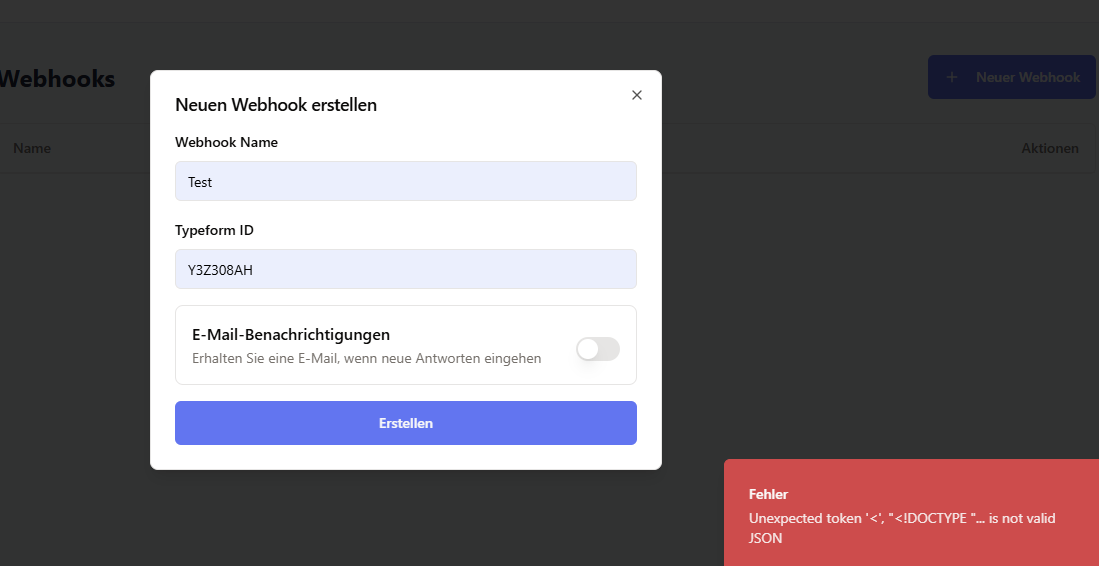 Webhooks
+ Neuer Webhook
Name
Aktionen
Neuen Webhook erstellen
Webhook Name
Test
Typeform ID
Y3Z308AH
E-Mail-Benachrichtigungen
Erhalten Sie eine E-Mail, wenn neue Antworten eingehen
Erstellen
Fehler
Unexpected token '<', "<!DOCTYPE "... is not valid
JSON